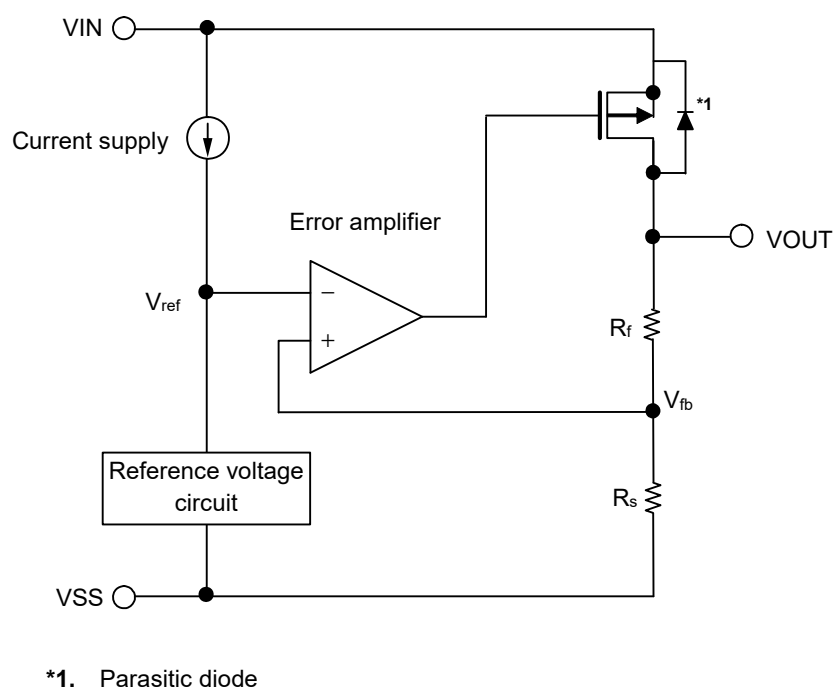 VIN
*1
Current supply
Error amplifier
VOUT
Vref
−
Rf
+
Vfb
Reference voltage
circuit
Rs
VSS
*1. Parasitic diode